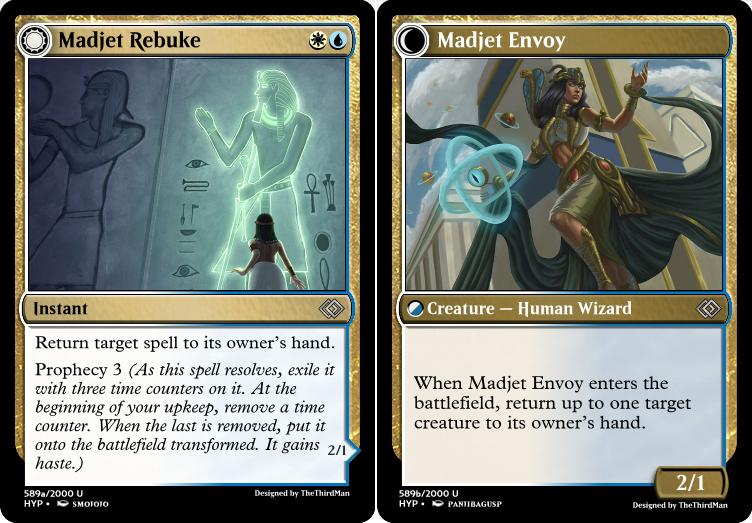 Madjet Rebuke
Instant
Return target spell to its owner's hand.
Prophecy 3 (As this spell resolves, exile it
with three time counters on it. At the
beginning of your upkeep, remove a time
counter. When the last is removed, put it
onto the battlefield transformed. It gains
haste.)
2/1
589a/2000 U
HYP • SMOJOJO
Designed by TheThirdMan
Madjet Envoy
Creature — Human Wizard
When Madjet Envoy enters the
battlefield, return up to one target
creature to its owner's hand.
2/1
589b/2000 U
HYP • PANJIBAGUSP
Designed by TheThirdMan